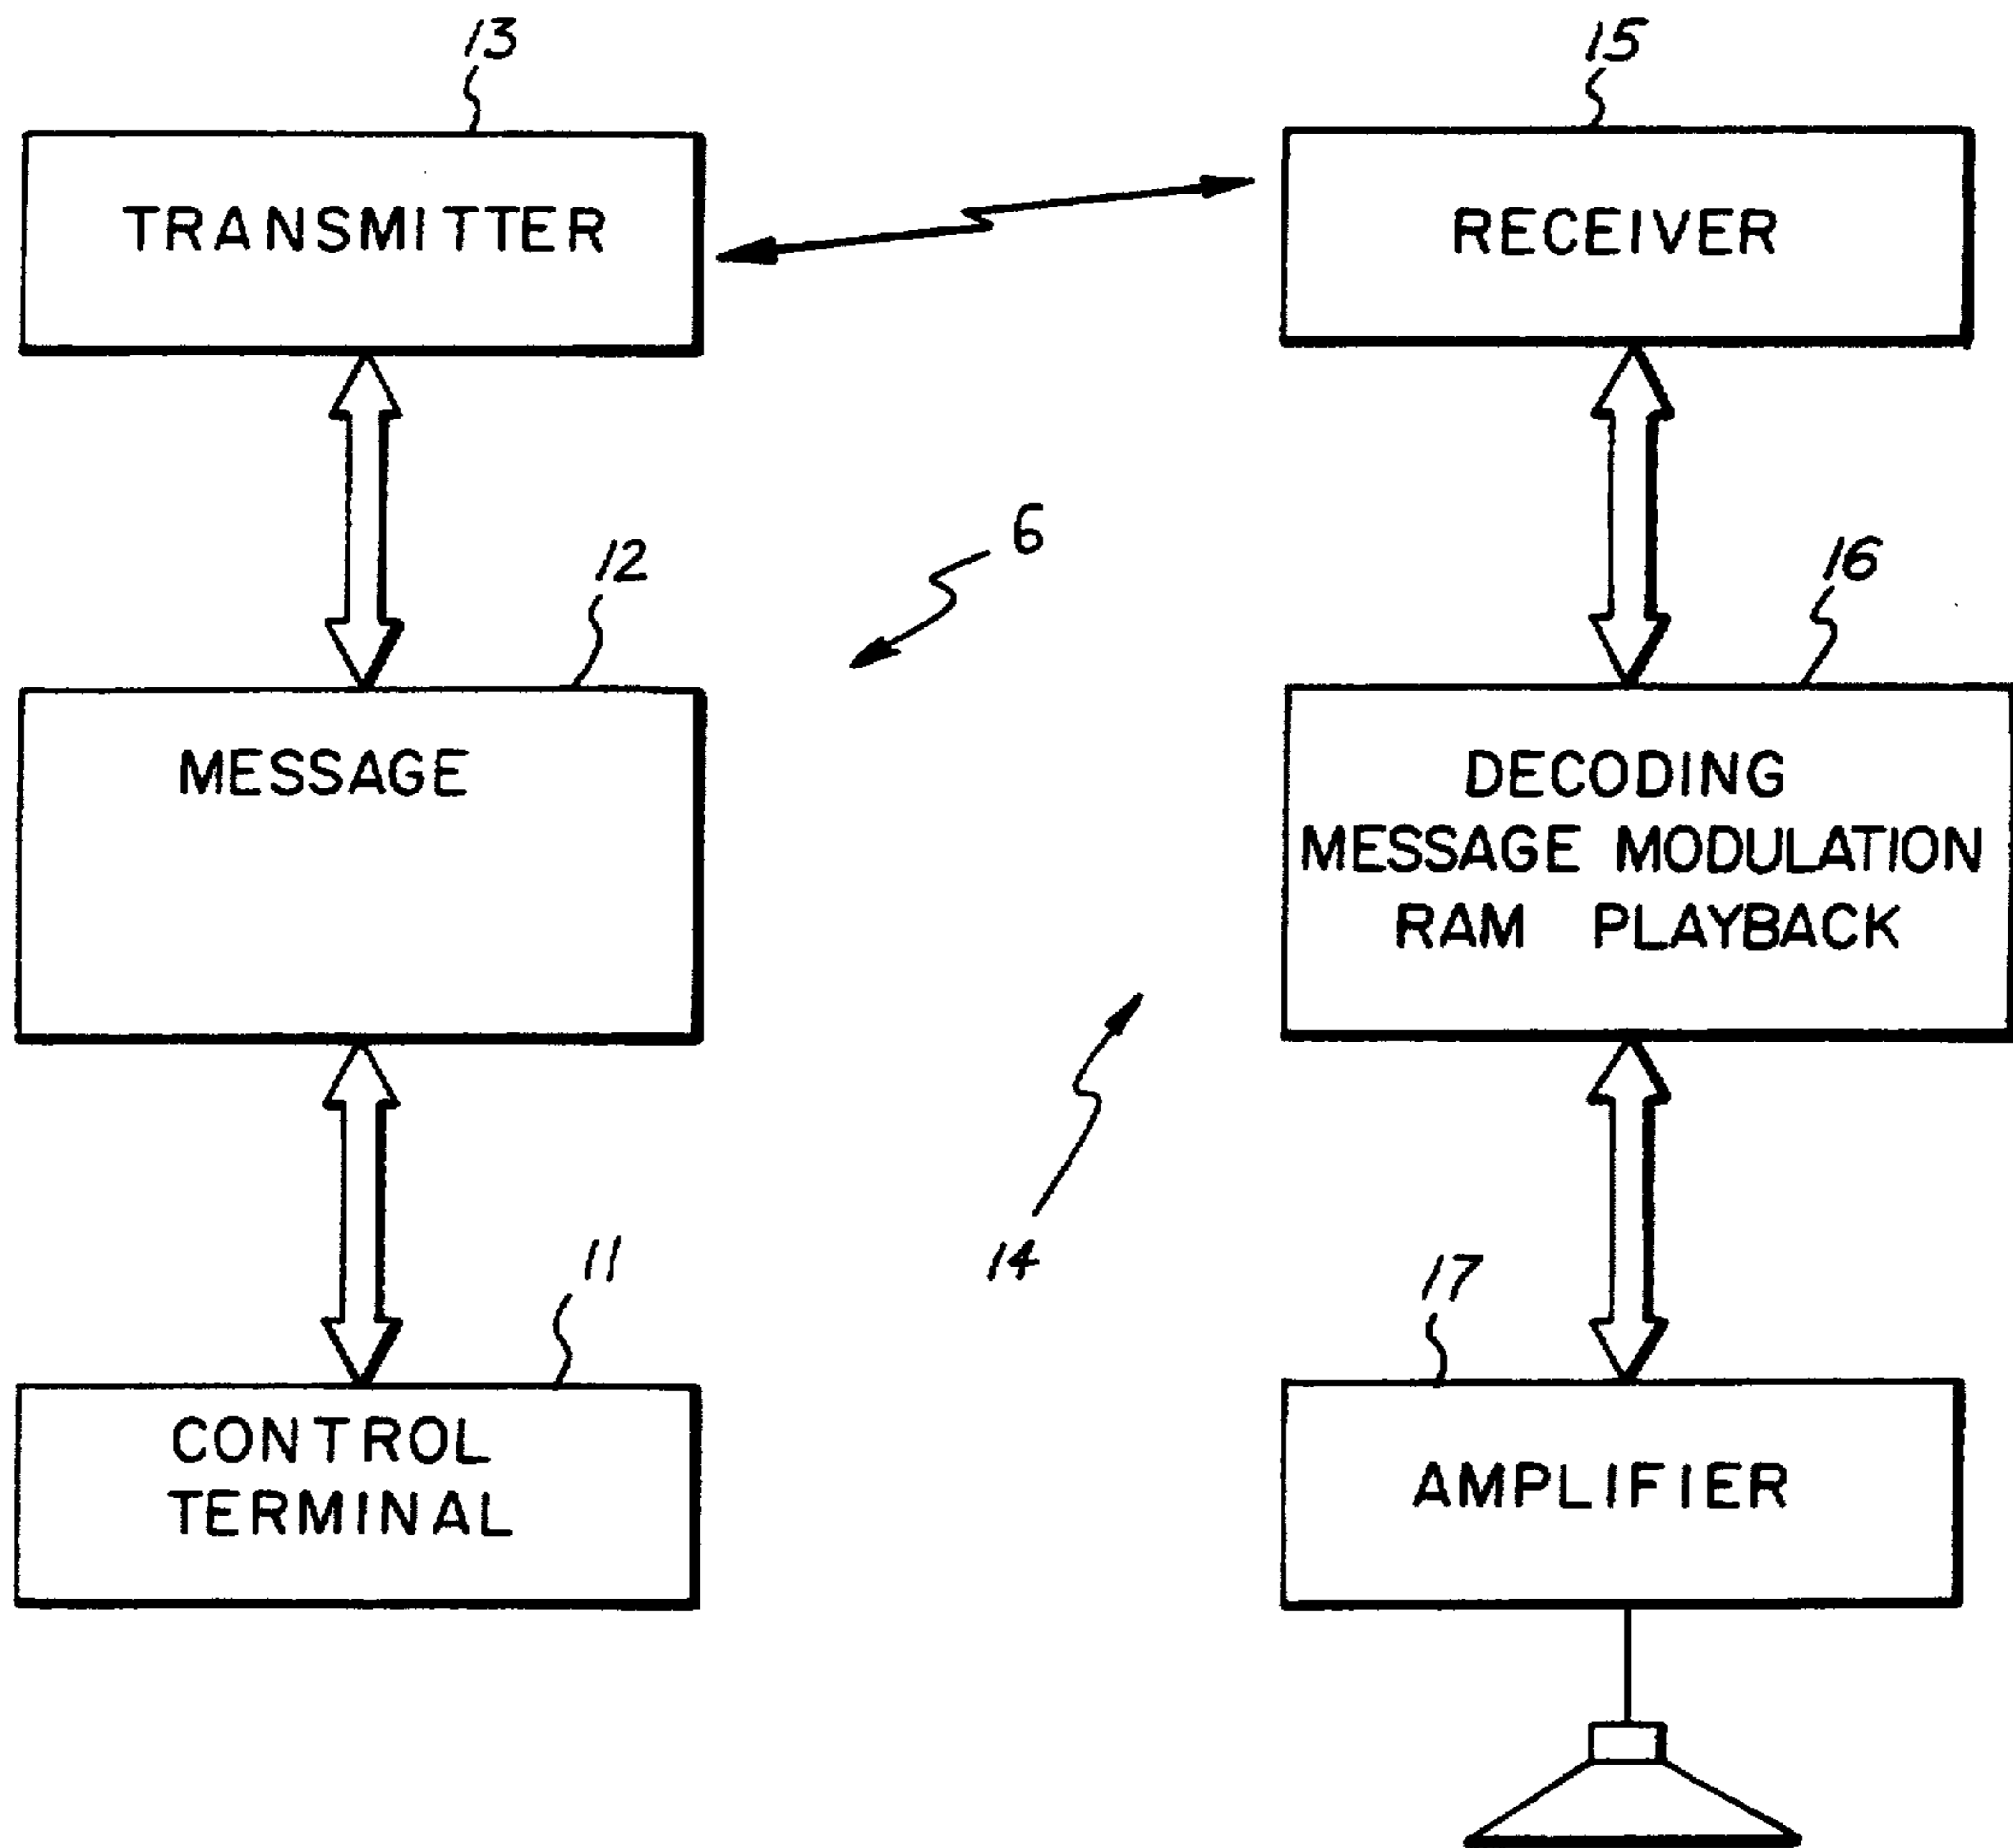 13
TRANSMITTER
15
RECEIVER
6
12
MESSAGE
16
DECODING
MESSAGE MODULATION
RAM PLAYBACK
14
11
CONTROL
TERMINAL
17
AMPLIFIER